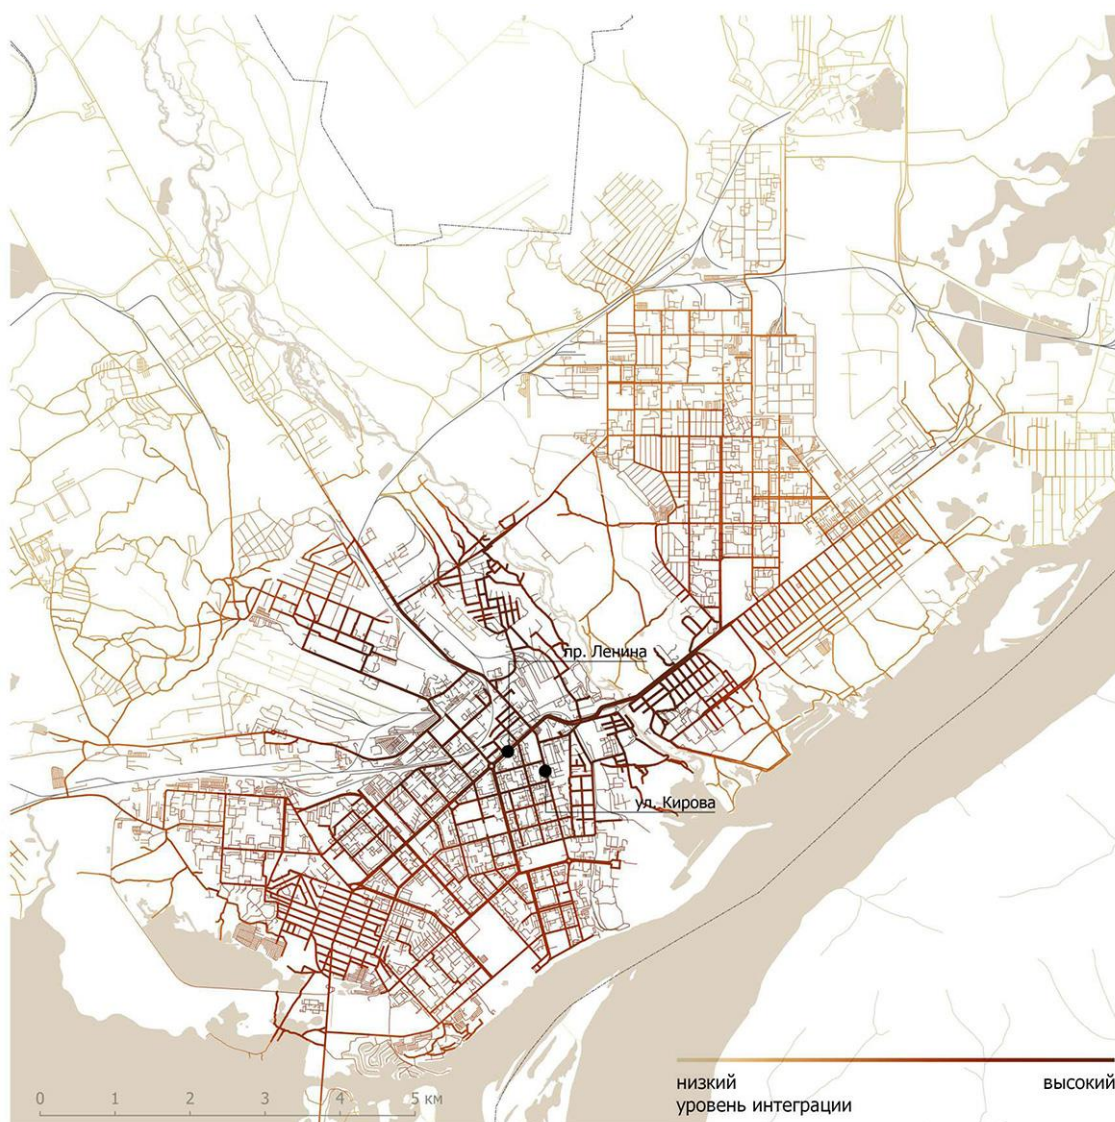 пр. Ленина
ул. Кирова
низкий высокий
уровень интеграции
0 1 2 3 4 5 км